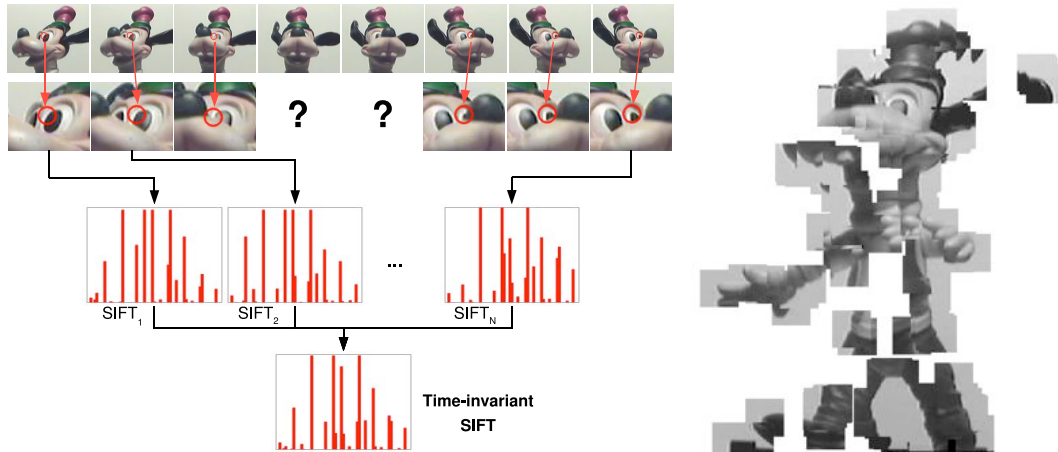 ? ?
...
SIFT1 SIFT2 SIFTN
Time-invariant
SIFT